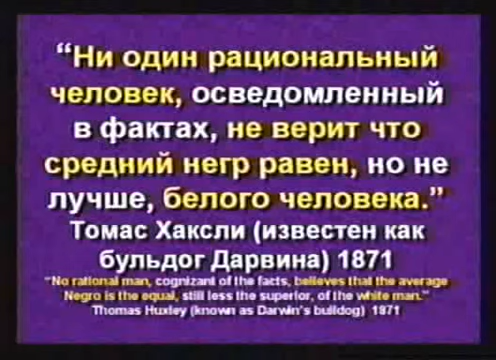 “Ни один рациональный
человек, осведомленный
в фактах, не верит что
средний негр равен, но не
лучше, белого человека.”
Томас Хаксли (известен как
бульдог Дарвина) 1871
“No rational man, cognizant of the facts, believes that the average
Negro is the equal, still less the superior, of the white man.”
Thomas Huxley (known as Darwin's bulldog) 1871